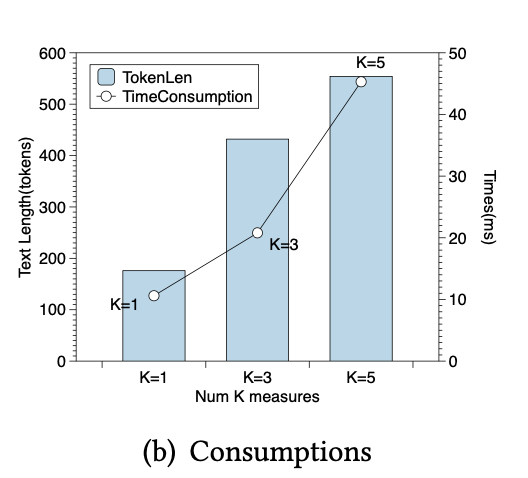 600
500
400
300
200
100
0
Text Length(tokens)
TokenLen
TimeConsumption
K=1
K=3
K=5
50
40
30
20
10
0
Times(ms)
K=1 K=3 K=5
Num K measures
(b) Consumptions